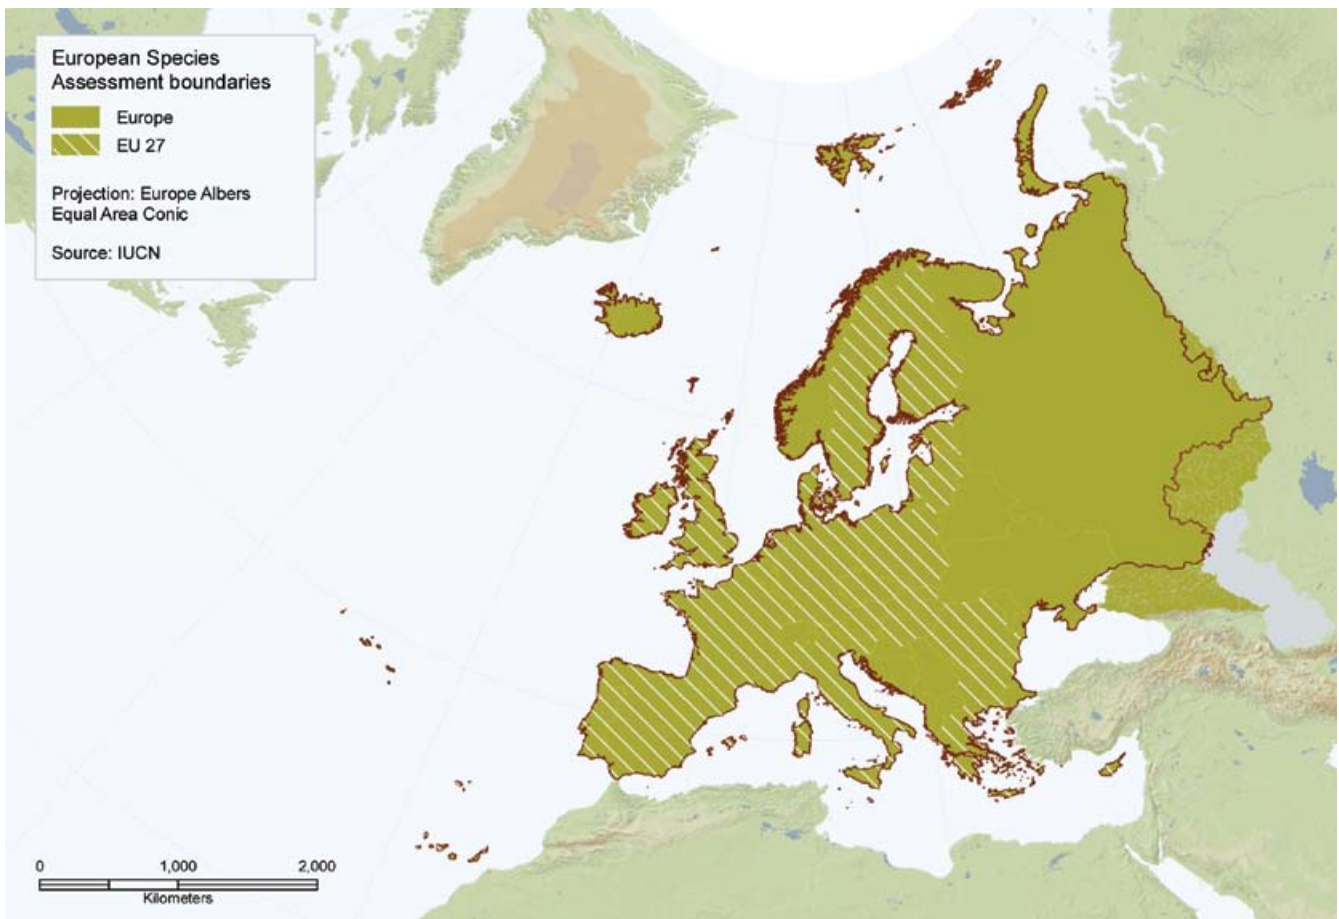 European Species
Assessment boundaries
Europe
EU 27
Projection: Europe Albers
Equal Area Conic
Source: IUCN
0 1,000 2,000
Kilometers